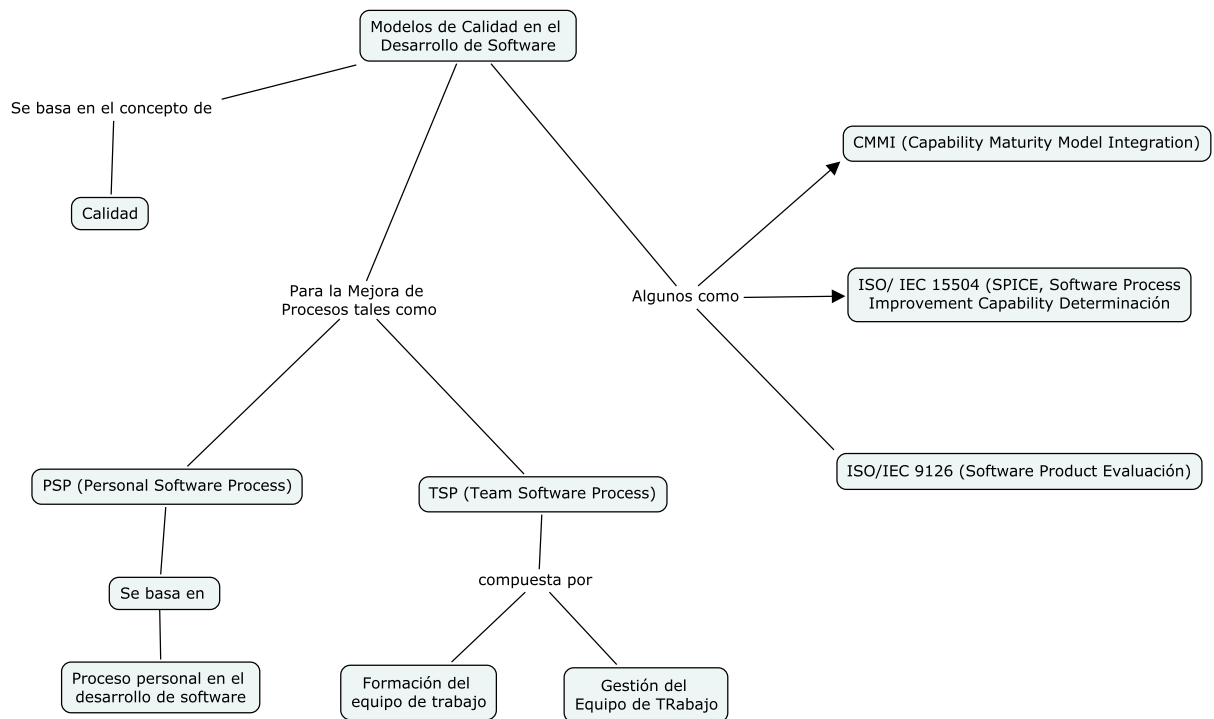 Modelos de Calidad en el
Desarrollo de Software
Se basa en el concepto de
Calidad
CMMI (Capability Maturity Model Integration)
Para la Mejora de
Procesos tales como
Algunos como
ISO/ IEC 15504 (SPICE, Software Process
Improvement Capability Determinación
ISO/IEC 9126 (Software Product Evaluación)
PSP (Personal Software Process)
TSP (Team Software Process)
Se basa en
compuesta por
Proceso personal en el
desarrollo de software
Formación del
equipo de trabajo
Gestión del
Equipo de TRabajo